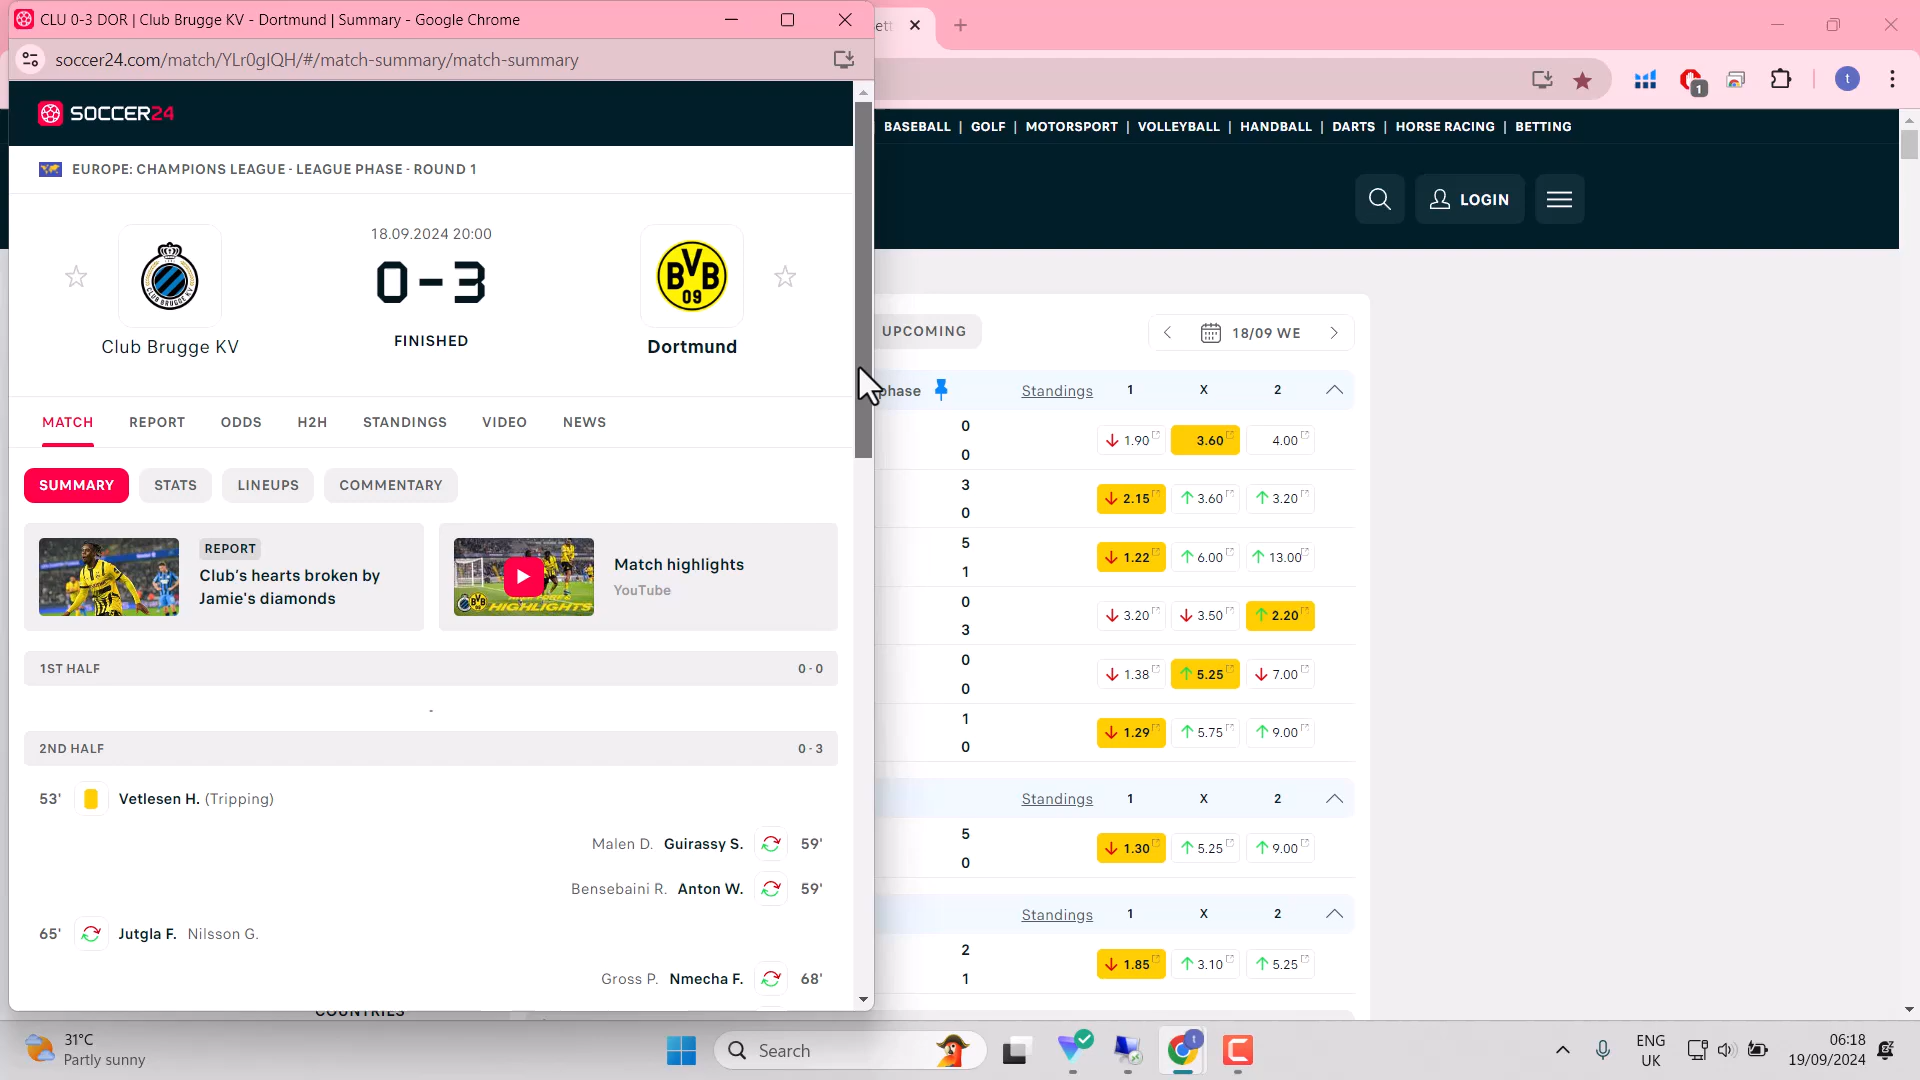 CLU 0-3 DOR | Club Brugge KV - Dortmund | Summary - Google Chrome
soccer24.com/match/YLr0gIQH/#/match-summary/match-summary
1
t
SOCCER24
BASEBALL | GOLF | MOTORSPORT | VOLLEYBALL | HANDBALL | DARTS | HORSE RACING | BETTING
LOGIN
EUROPE: CHAMPIONS LEAGUE - LEAGUE PHASE - ROUND 1
18.09.2024 20:00
0 - 3
FINISHED
Club Brugge KV
BVB
09
Dortmund
MATCH REPORT ODDS H2H STANDINGS VIDEO NEWS
SUMMARY STATS LINEUPS COMMENTARY
REPORT
Club's hearts broken by
Jamie's diamonds
HIGHLIGHTS
Match highlights
YouTube
1ST HALF 0 - 0
-
2ND HALF 0 - 3
53' Vetlesen H. (Tripping)
Malen D. Guirassy S. 59'
Bensebaini R. Anton W. 59'
65' Jutgla F. Nilsson G.
Gross P. Nmecha F. 68'
UPCOMING 18/09 WE
phase Standings 1 X 2
0
0
1.90 3.60 4.00
3
0
2.15 3.60 3.20
5
1
1.22 6.00 13.00
0
3
3.20 3.50 2.20
0
0
1.38 5.25 7.00
1
0
1.29 5.75 9.00
Standings 1 X 2
5
0
1.30 5.25 9.00
Standings 1 X 2
2
1
1.85 3.10 5.25
COUNTRIES
31°C
Partly sunny
Search
t
ENG
UK
06:18
19/09/2024